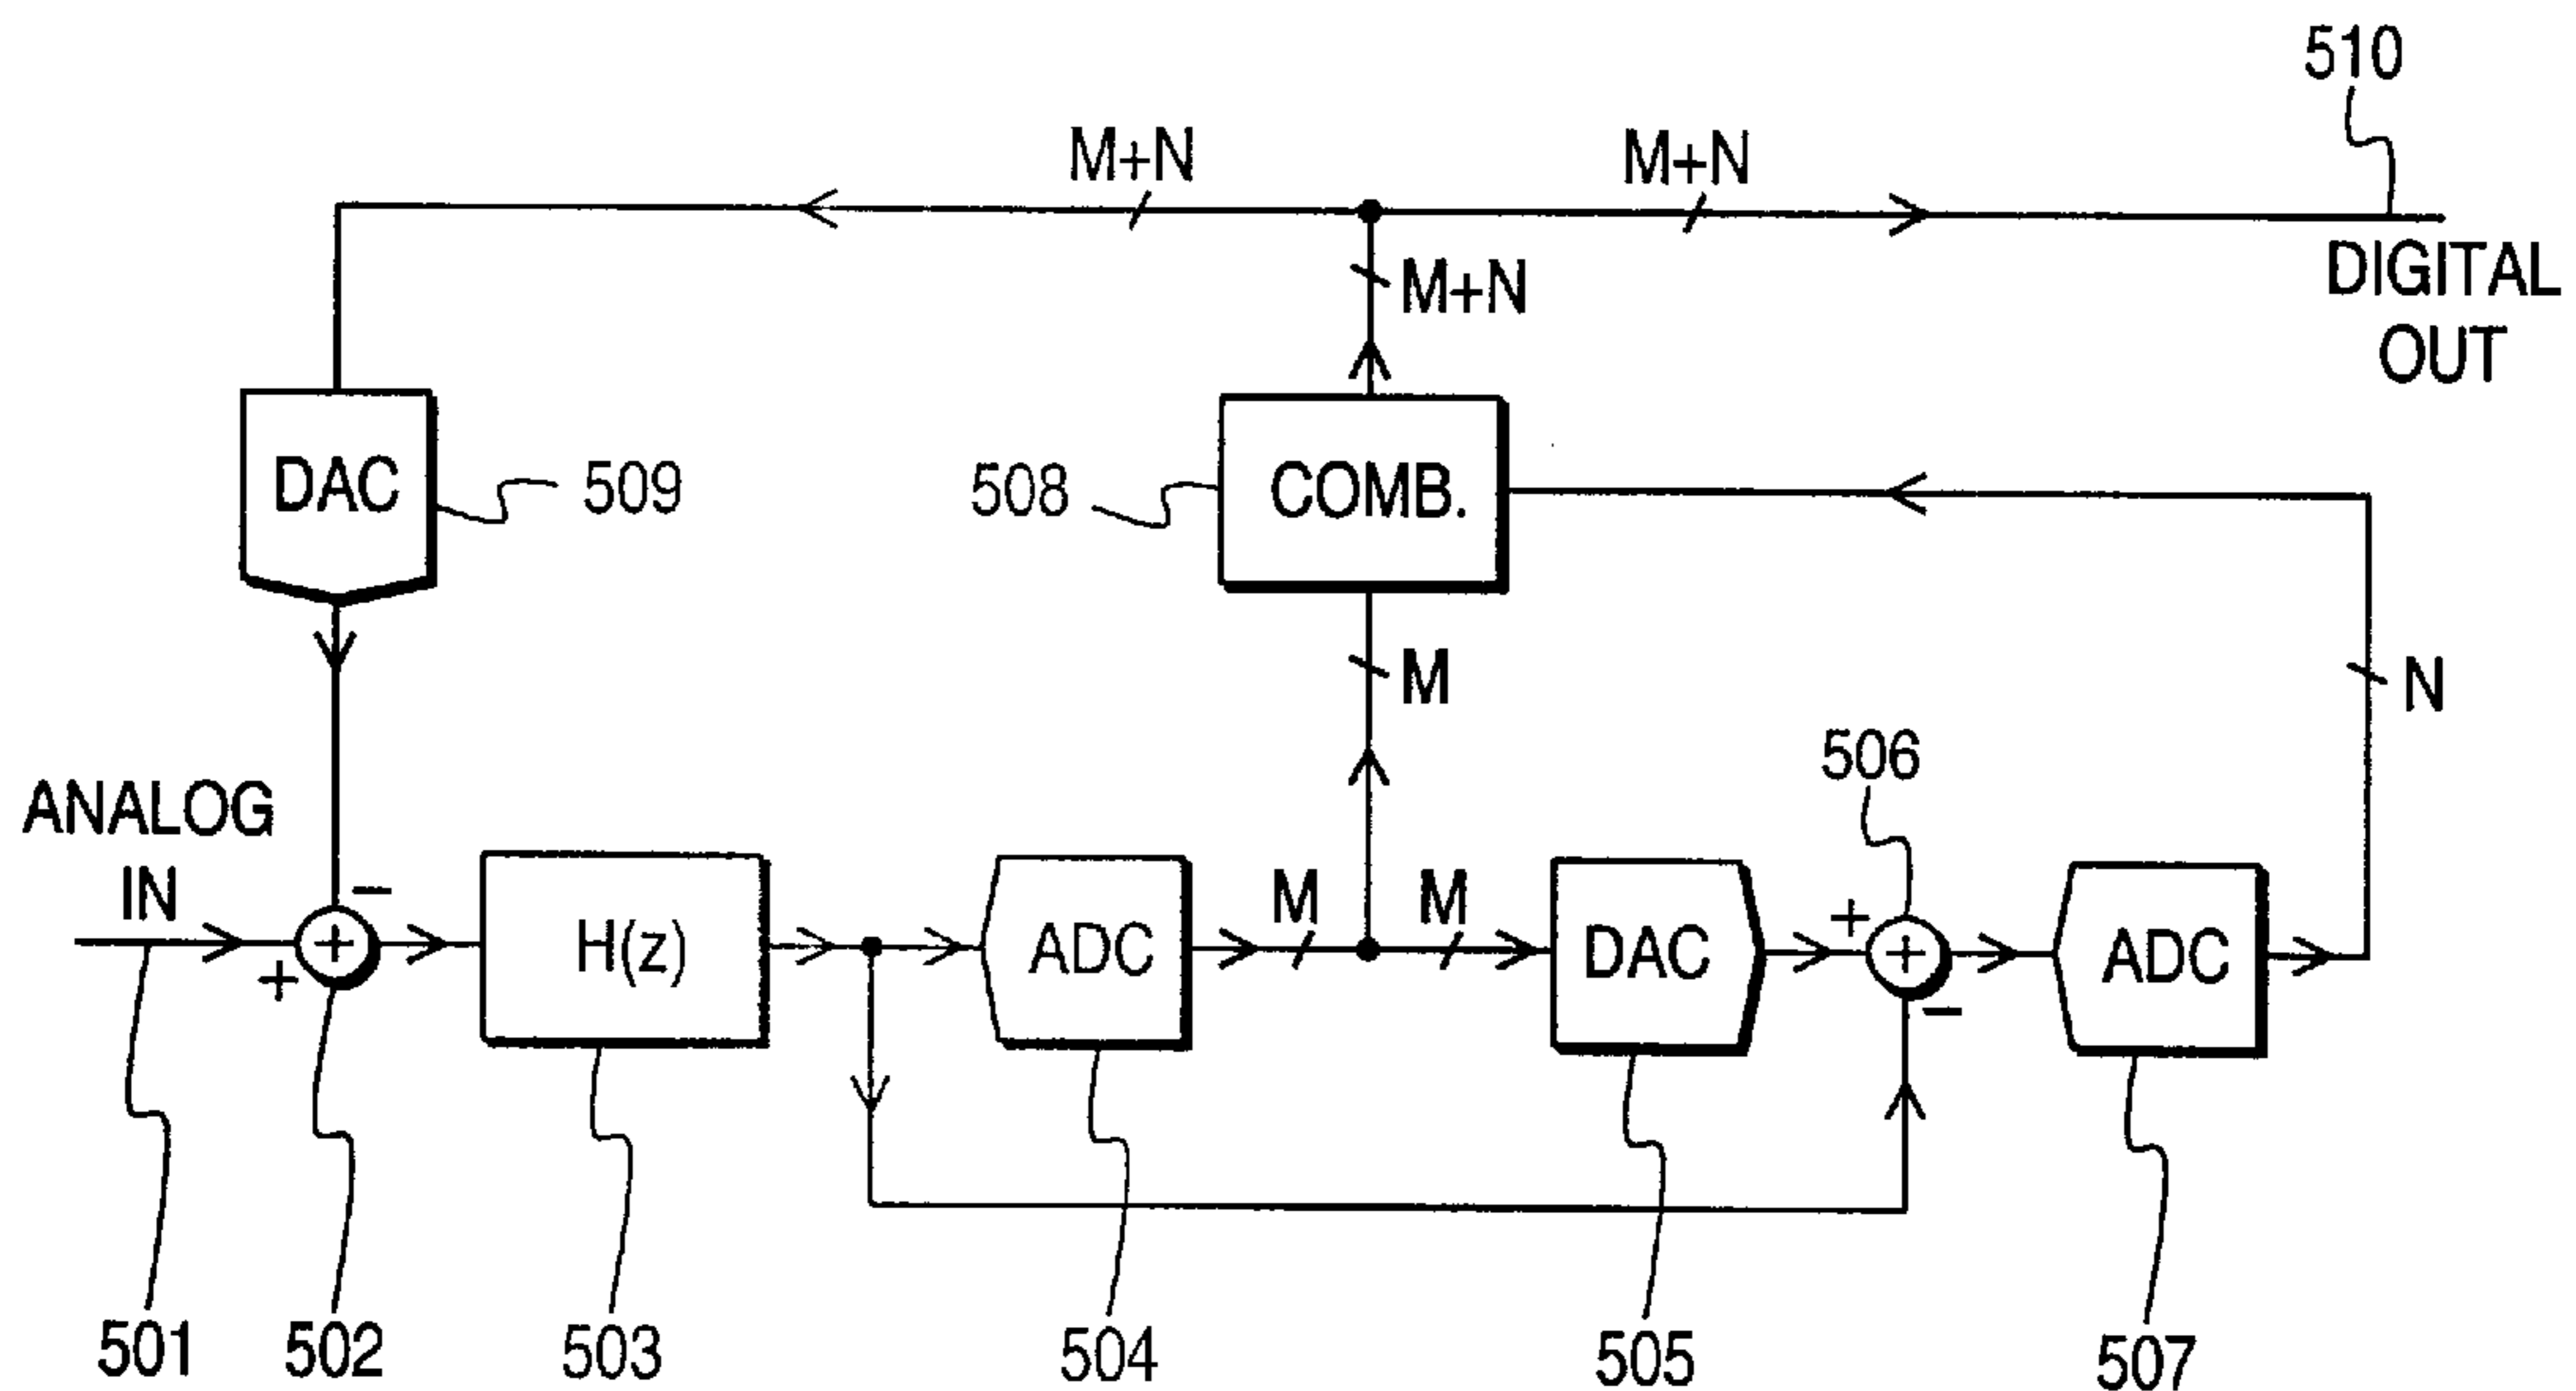 510
M+N
M+N
M+N
DIGITAL
OUT
DAC
509
508
COMB.
M
N
506
ANALOG
IN
−
+
+
H(z)
ADC
M
M
DAC
+
+
−
ADC
501
502
503
504
505
507